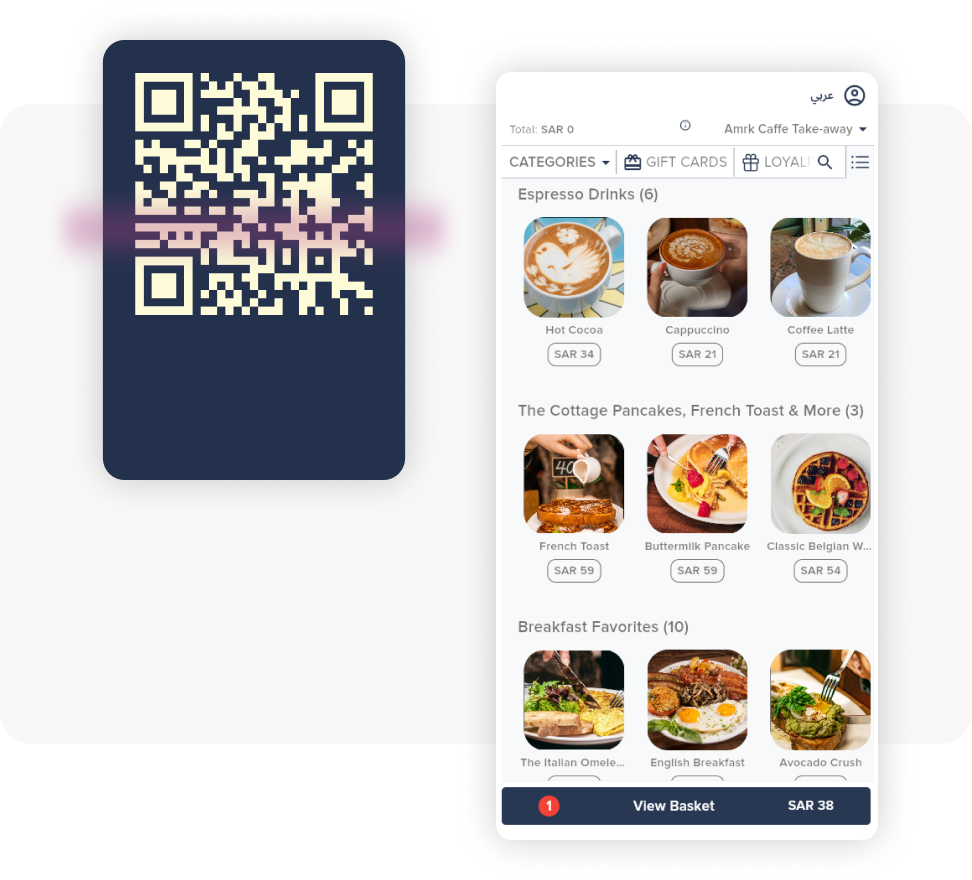 عربي
Total: SAR 0
Amrk Caffe Take-away
CATEGORIES
GIFT CARDS
LOYAL
Espresso Drinks (6)
Hot Cocoa
Cappuccino
Coffee Latte
SAR 34
SAR 21
SAR 21
The Cottage Pancakes, French Toast & More (3)
40
French Toast
Buttermilk Pancake
Classic Belgian W...
SAR 59
SAR 59
SAR 54
Breakfast Favorites (10)
The Italian Omele...
English Breakfast
Avocado Crush
1
View Basket
SAR 38